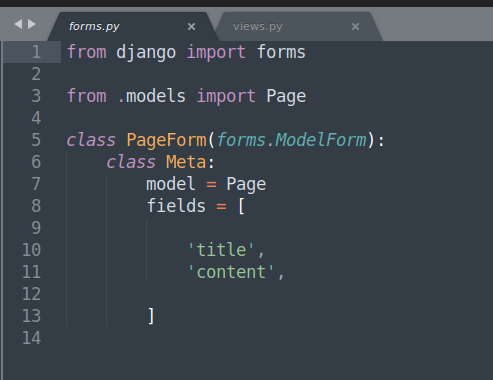 forms.py × views.py ×
1 from django import forms
2
3 from .models import Page
4
5 class PageForm(forms.ModelForm):
6     class Meta:
7         model = Page
8         fields = [
9
10             'title',
11             'content',
12
13         ]
14